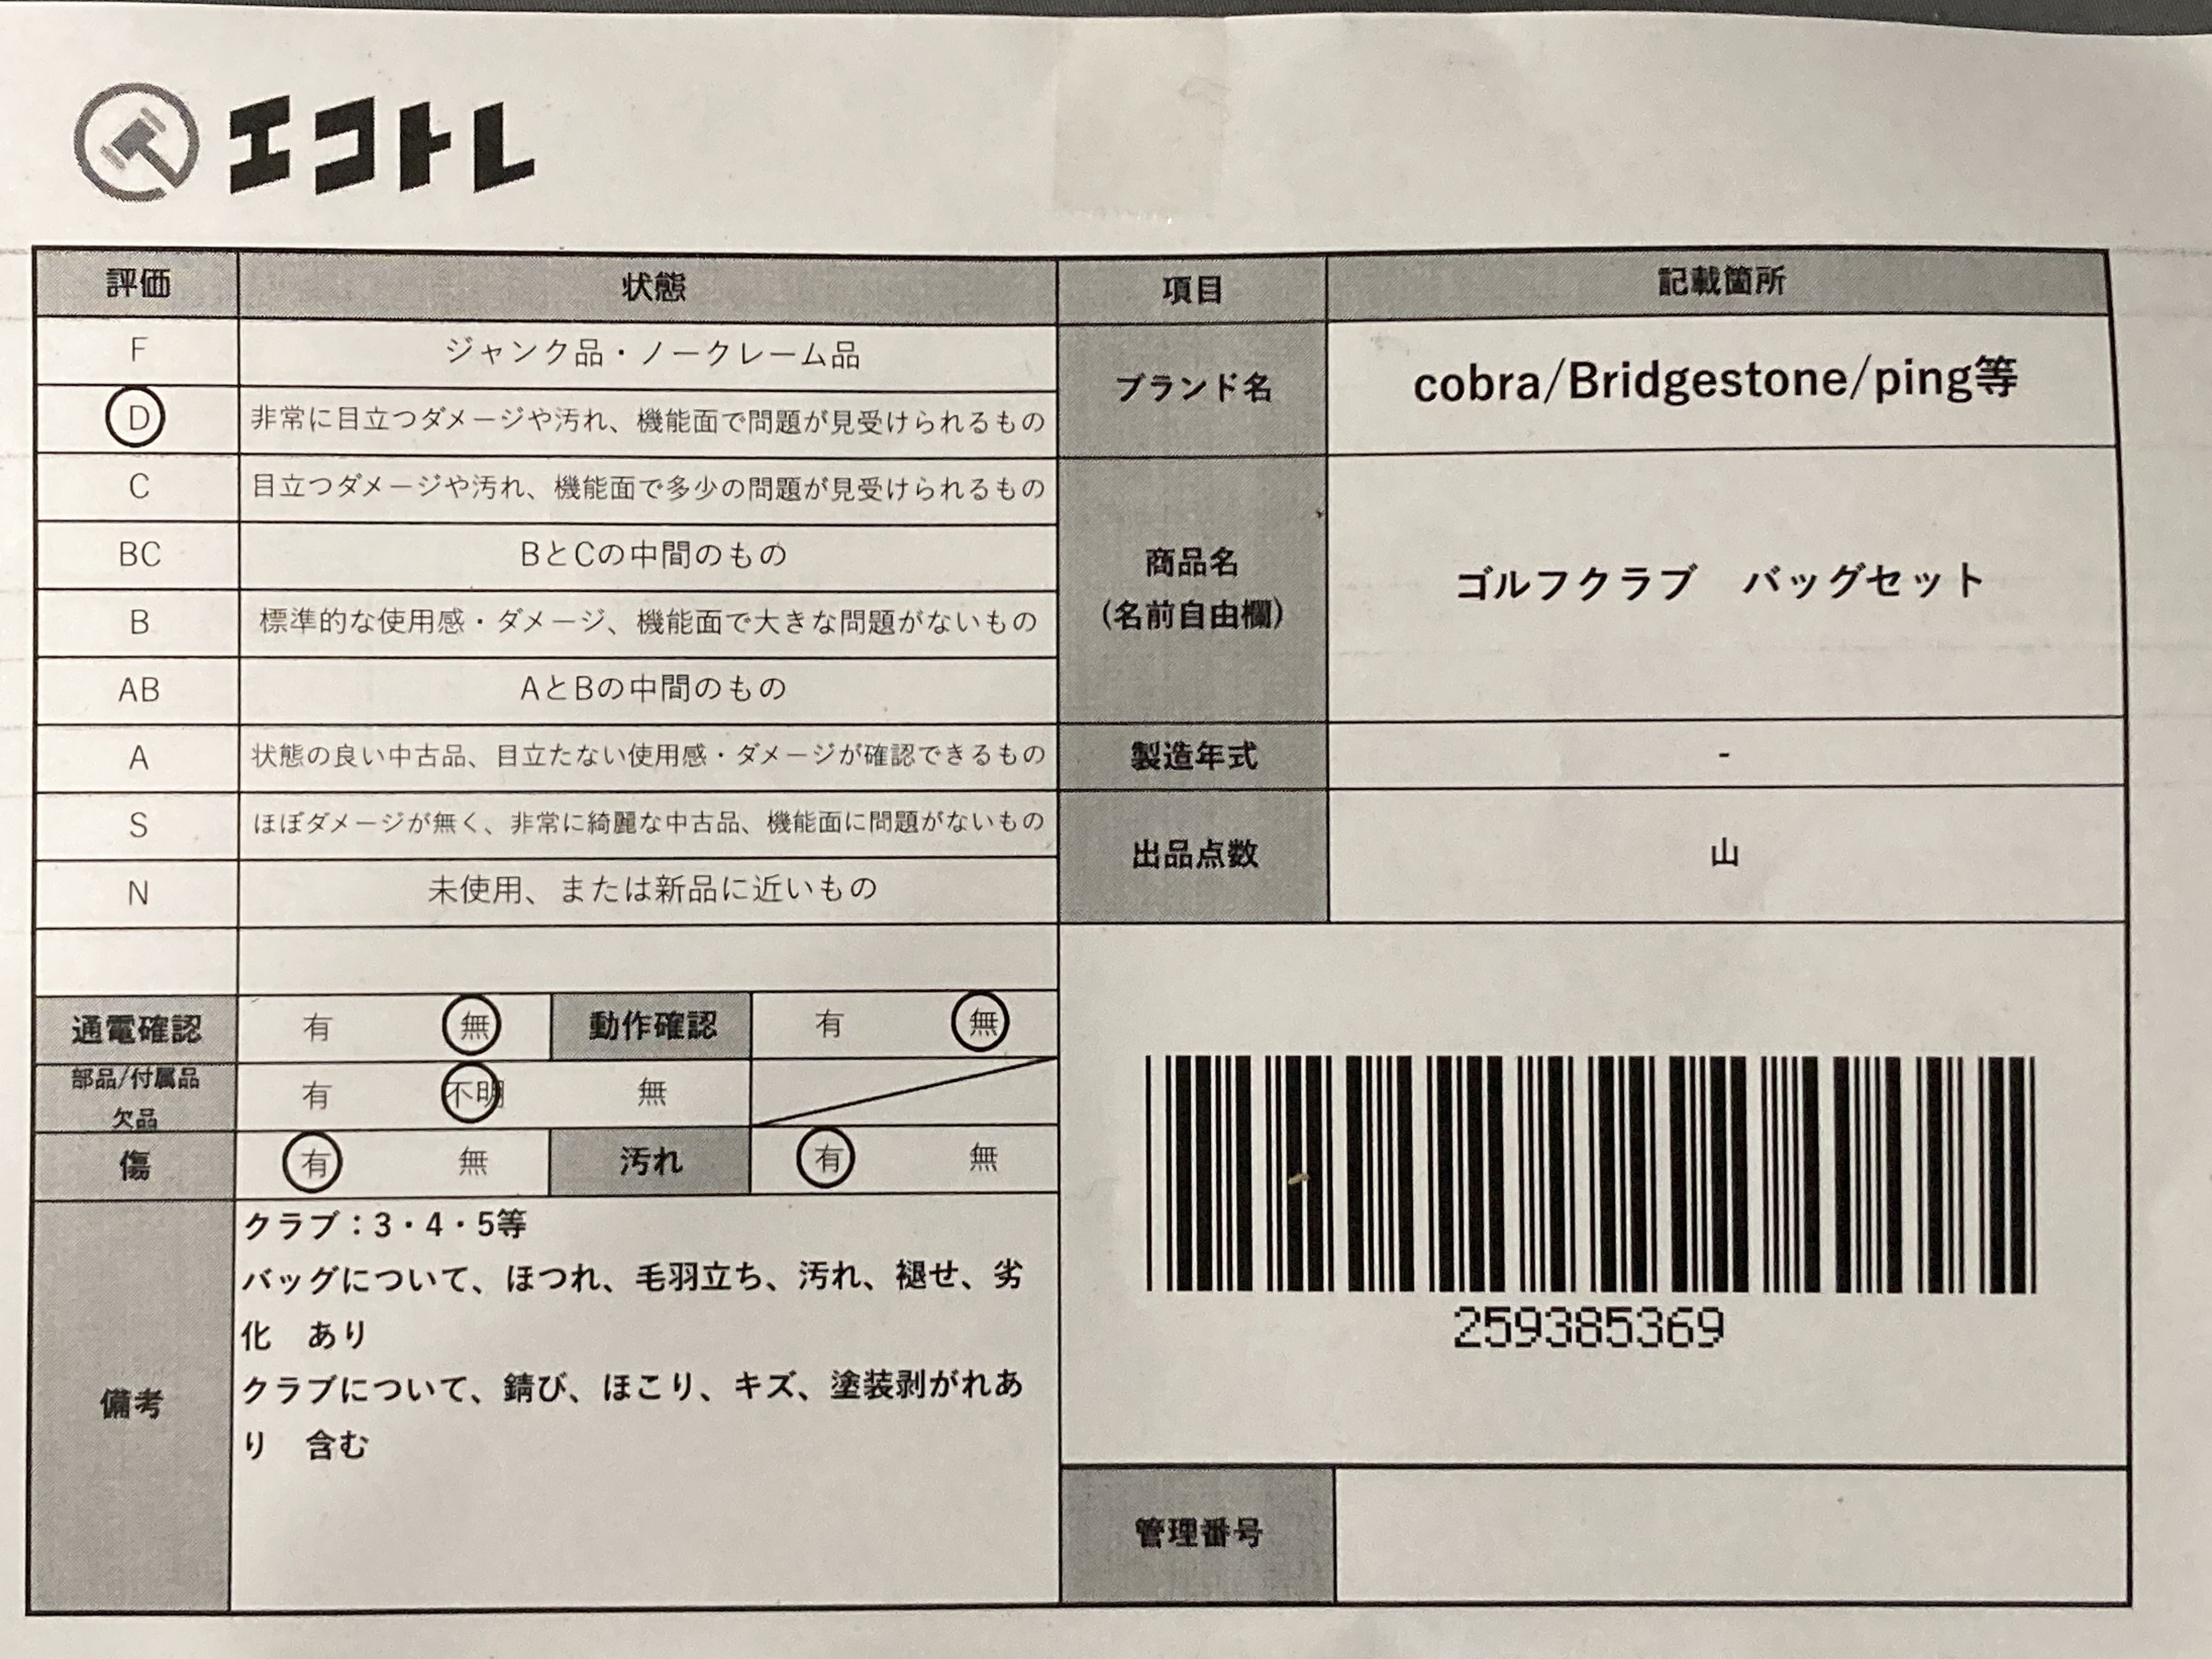 エコトレ
評価 状態 項目 記載箇所
F ジャンク品・ノークレーム品
D 非常に目立つダメージや汚れ、機能面で問題が見受けられるもの
ブランド名 cobra/Bridgestone/ping等
C 目立つダメージや汚れ、機能面で多少の問題が見受けられるもの
BC BとCの中間のもの
商品名
(名前自由欄)
ゴルフクラブ　バッグセット
B 標準的な使用感・ダメージ、機能面で大きな問題がないもの
AB AとBの中間のもの
A 状態の良い中古品、目立たない使用感・ダメージが確認できるもの
製造年式 -
S ほぼダメージが無く、非常に綺麗な中古品、機能面に問題がないもの
出品点数 山
N 未使用、または新品に近いもの
通電確認 有 無 動作確認 有 無
部品/付属品
欠品
有 不明 無
傷 有 無 汚れ 有 無
備考
クラブ：3・4・5等
バッグについて、ほつれ、毛羽立ち、汚れ、褪せ、劣
化　あり
クラブについて、錆び、ほこり、キズ、塗装剥がれあ
り　含む
259385369
管理番号